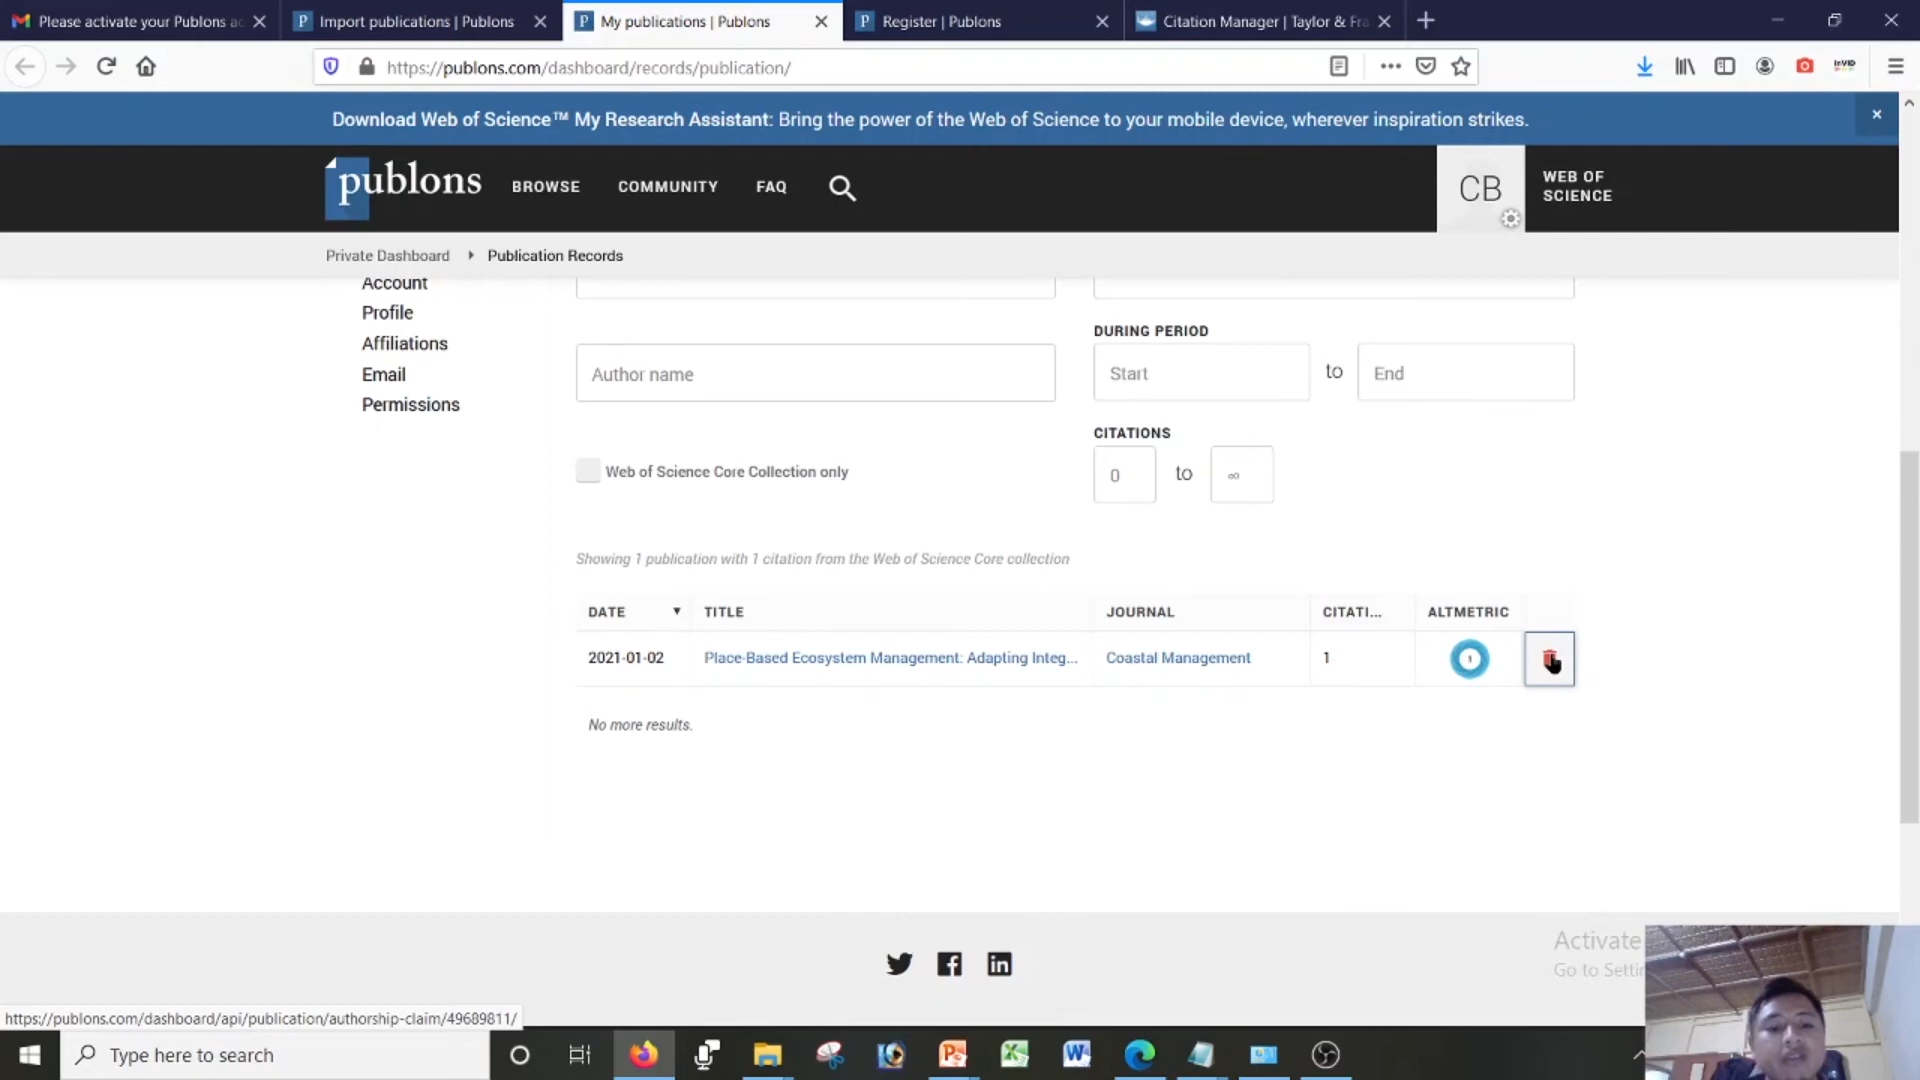 Please activate your Publons ac
Import publications | Publons
My publications | Publons
Register | Publons
Citation Manager | Taylor & Fra
https://publons.com/dashboard/records/publication/
Download Web of Science™ My Research Assistant: Bring the power of the Web of Science to your mobile device, wherever inspiration strikes.
publons
BROWSE
COMMUNITY
FAQ
CB
WEB OF
SCIENCE
Private Dashboard
Publication Records
Account
Profile
Affiliations
Email
Permissions
Author name
DURING PERIOD
Start
to
End
CITATIONS
0
to
∞
Web of Science Core Collection only
Showing 1 publication with 1 citation from the Web of Science Core collection
DATE
TITLE
JOURNAL
CITATI...
ALTMETRIC
2021-01-02
Place-Based Ecosystem Management: Adapting Integ...
Coastal Management
1
1
No more results.
Activate
Go to Setti
https://publons.com/dashboard/api/publication/authorship-claim/49689811/
Type here to search